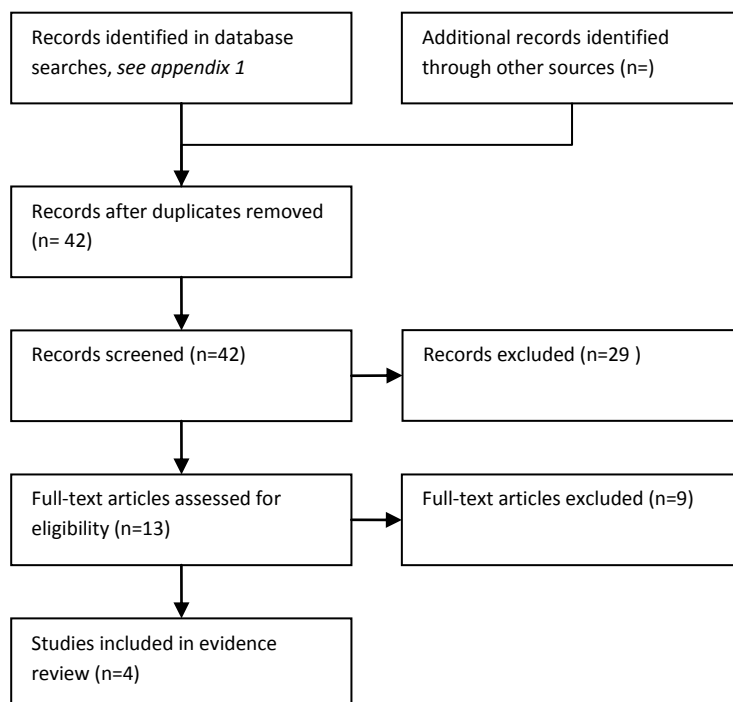 Records identified in database
searches, see appendix 1
Additional records identified
through other sources (n=)
Records after duplicates removed
(n= 42)
Records screened (n=42)
Records excluded (n=29 )
Full-text articles assessed for
eligibility (n=13)
Full-text articles excluded (n=9)
Studies included in evidence
review (n=4)